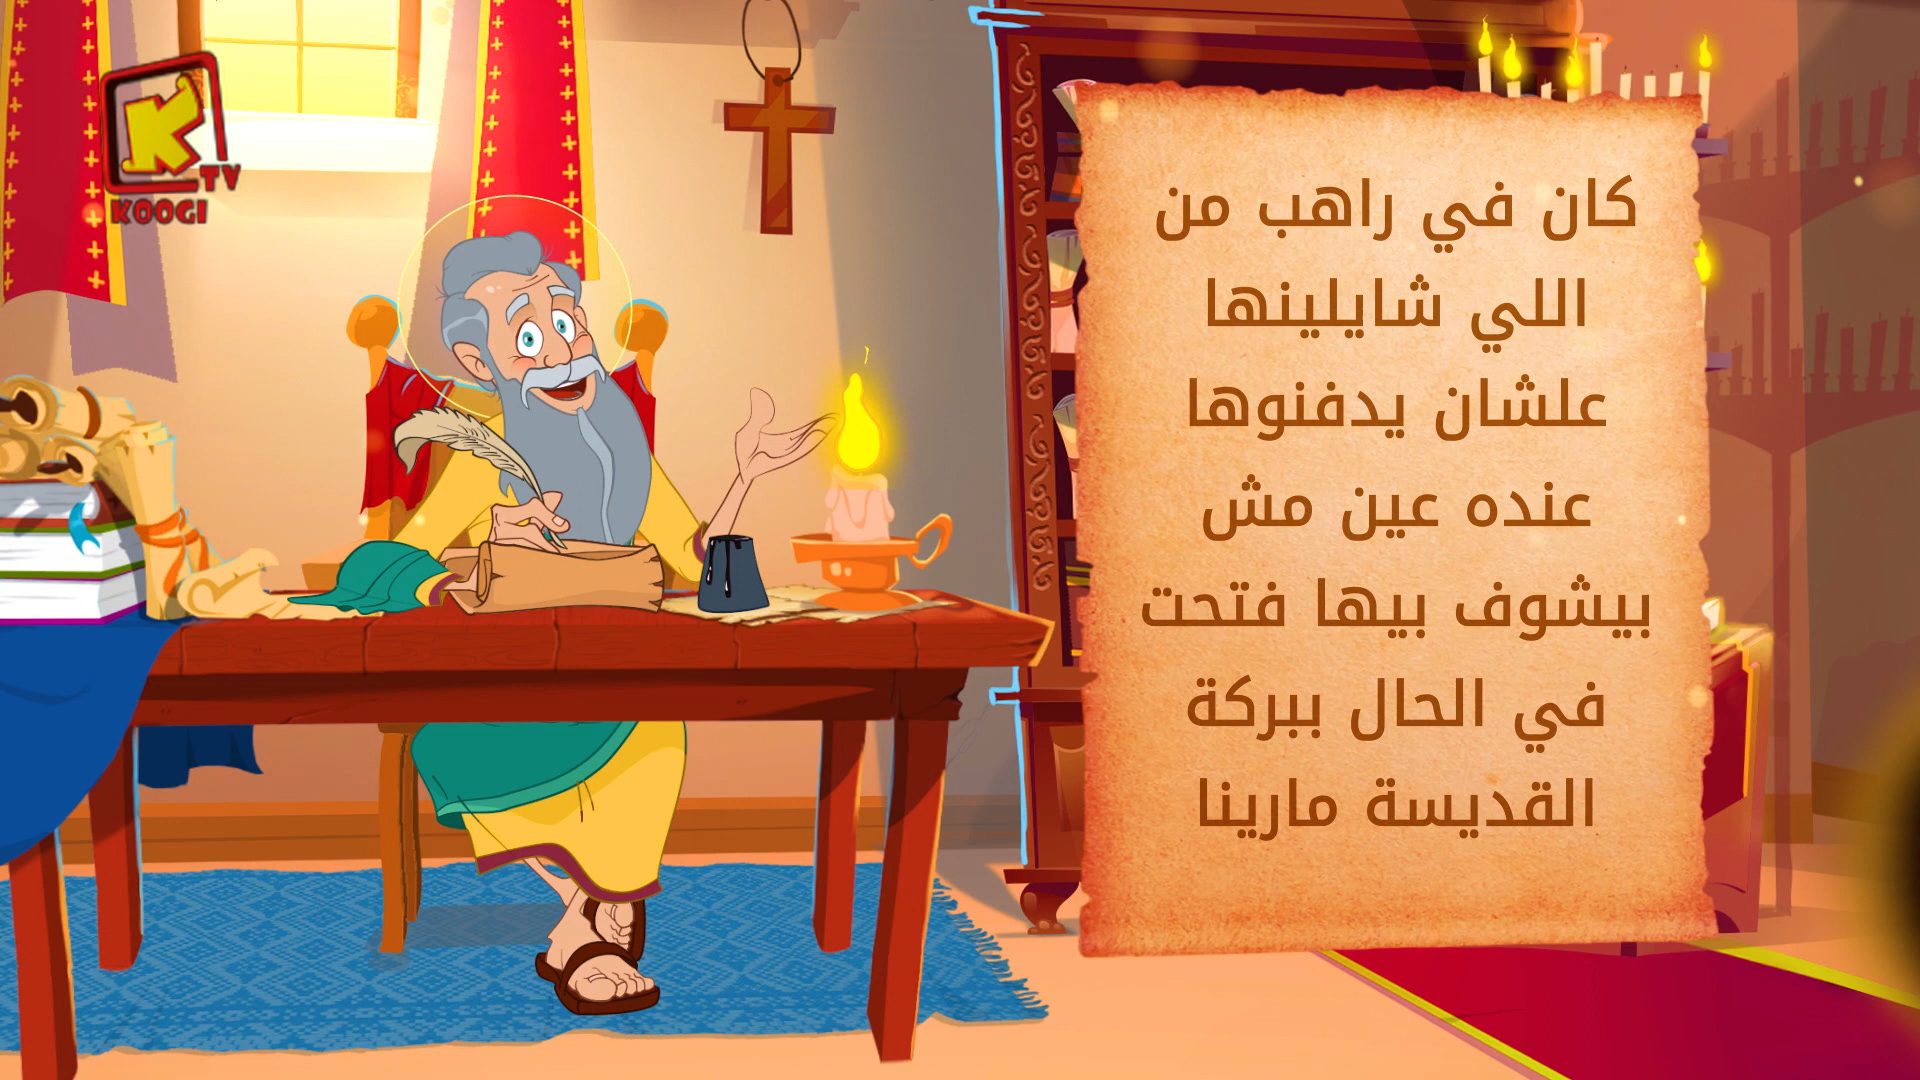 K
TV
KOOGI
كان في راهب من
اللي شايلينها
علشان يدفنوها
عنده عين مش
بيشوف بيها فتحت
في الحال ببركة
القديسة مارينا